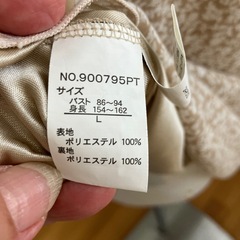 NO.900795PT
サイズ
バスト 86～94
身長 154～162
L
表地
ポリエステル 100%
裏地
ポリエステル 100%